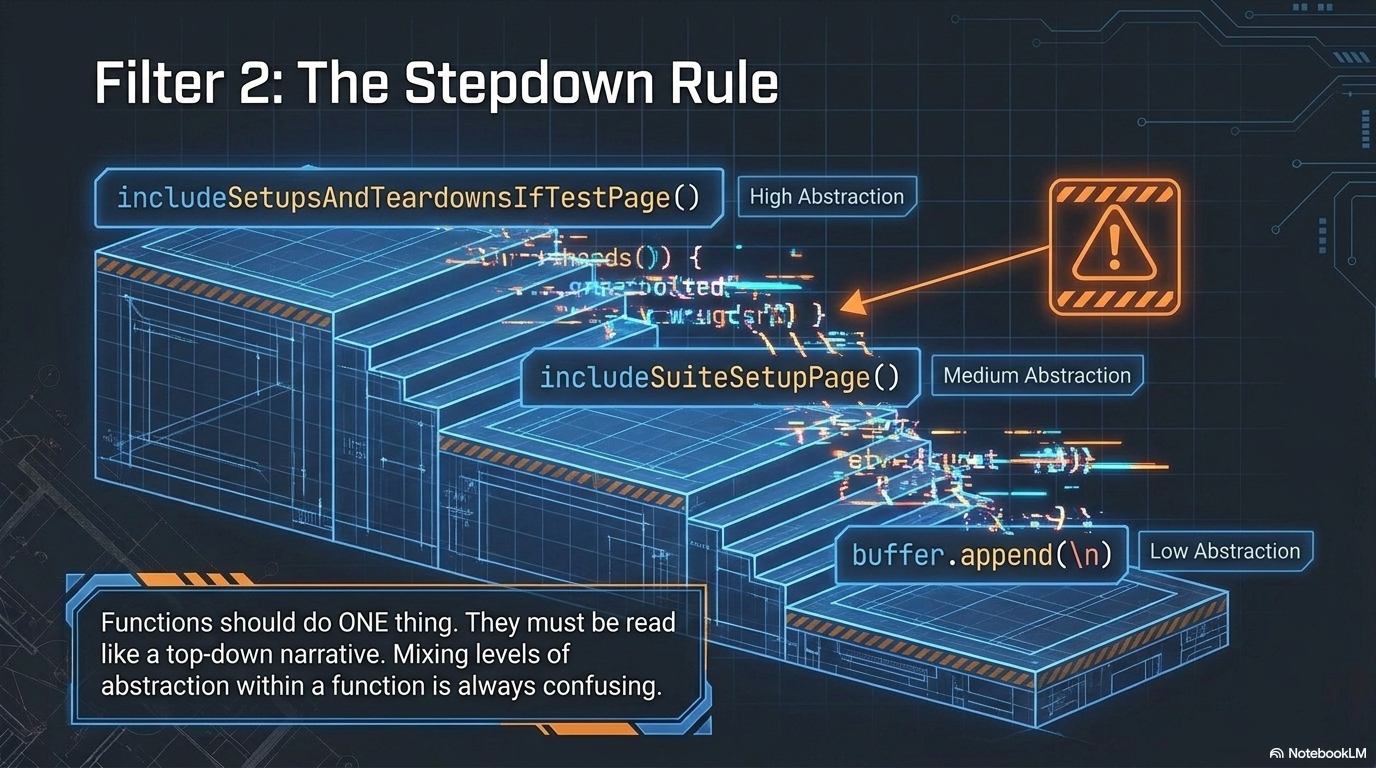 Filter 2: The Stepdown Rule
includeSetupsAndTeardownsIfTestPage()
High Abstraction
includeSuiteSetupPage()
Medium Abstraction
buffer.append(\n)
Low Abstraction
Functions should do ONE thing. They must be read
like a top-down narrative. Mixing levels of
abstraction within a function is always confusing.
NotebookLM